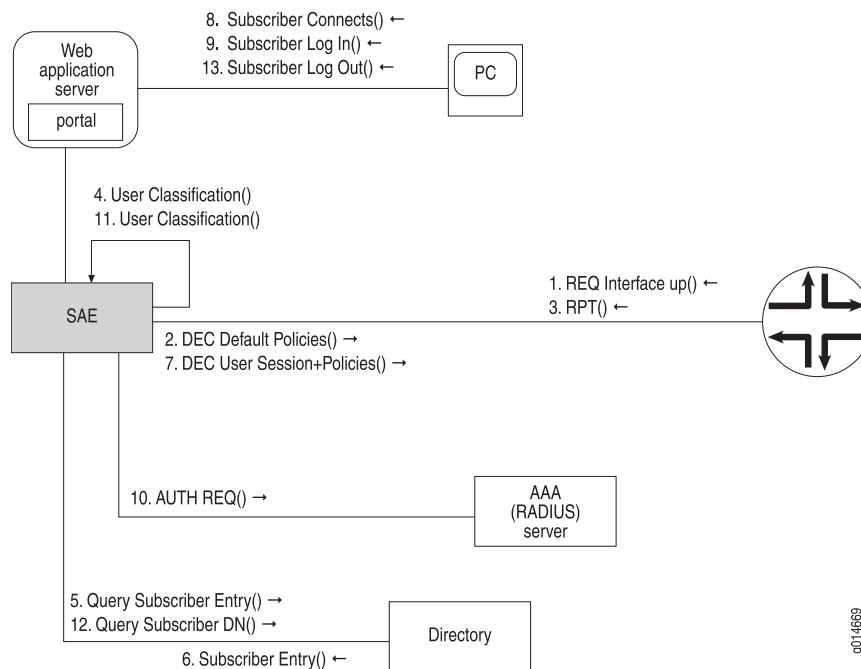 8. Subscriber Connects() ←
9. Subscriber Log In() ←
13. Subscriber Log Out() ←
Web
application
server
portal
PC
4. User Classification()
11. User Classification()
1. REQ Interface up() ←
3. RPT() ←
SAE
2. DEC Default Policies() →
7. DEC User Session+Policies() →
10. AUTH REQ() →
AAA
(RADIUS)
server
5. Query Subscriber Entry() →
12. Query Subscriber DN() →
6. Subscriber Entry() ←
Directory
g014669